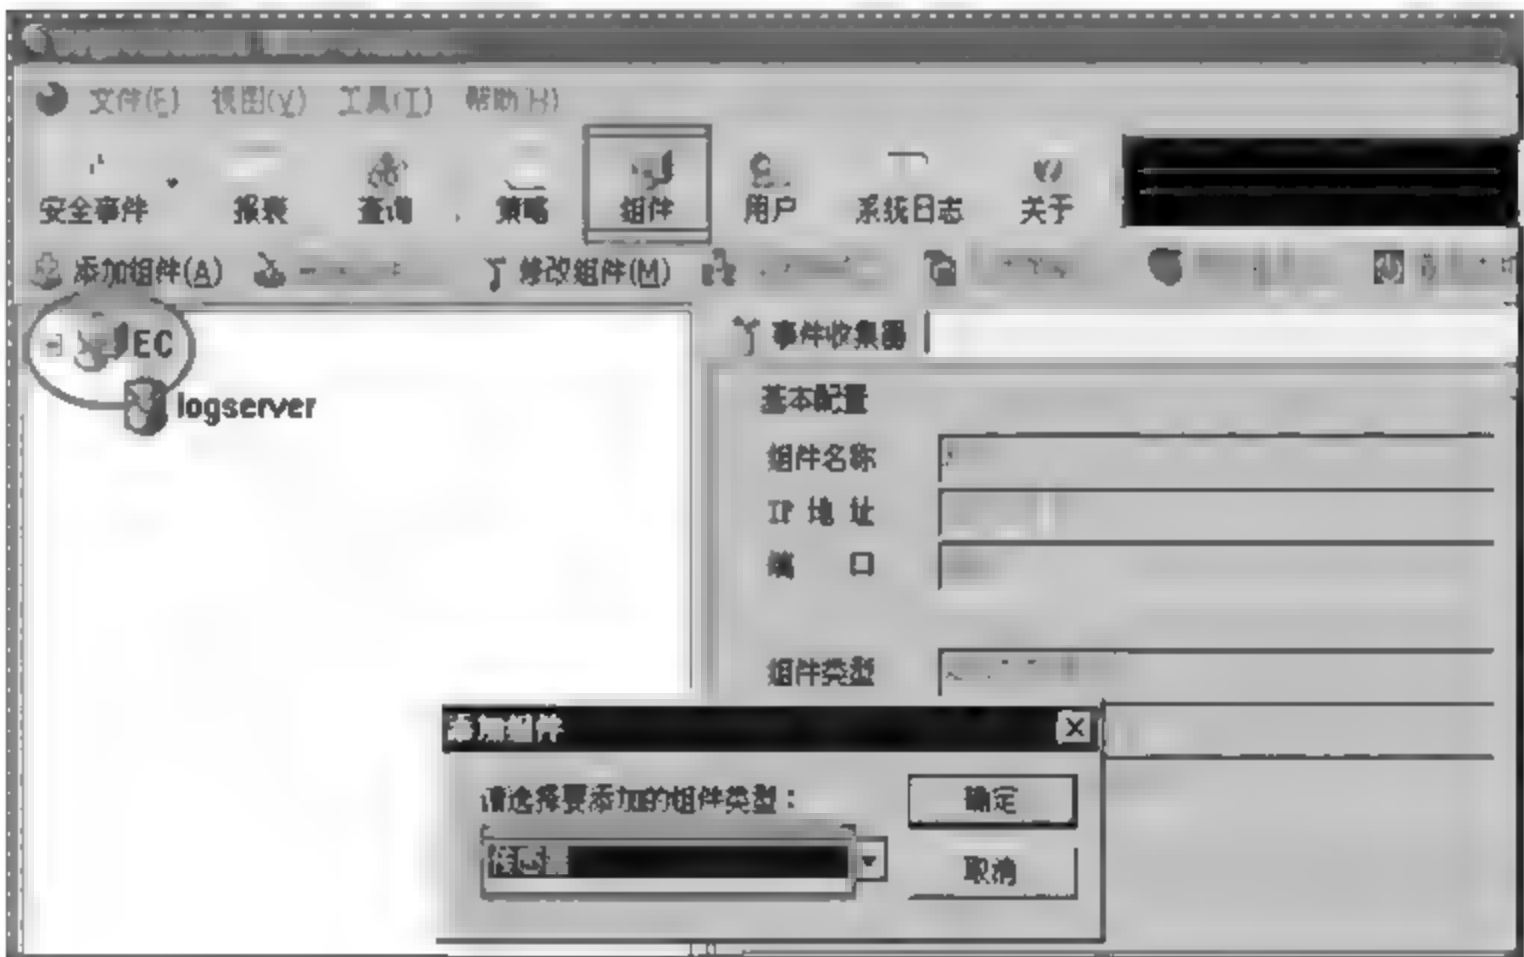 文件(F) 视图(V) 工具(T) 帮助(H)
安全事件 报表 查询 策略 组件 用户 系统日志 关于
添加组件(A) 修改组件(M)
EC
logserver
事件收集器
基本配置
组件名称
IP 地 址
端 口
组件类型
添加组件
请选择要添加的组件类型：
传感器
确定
取消